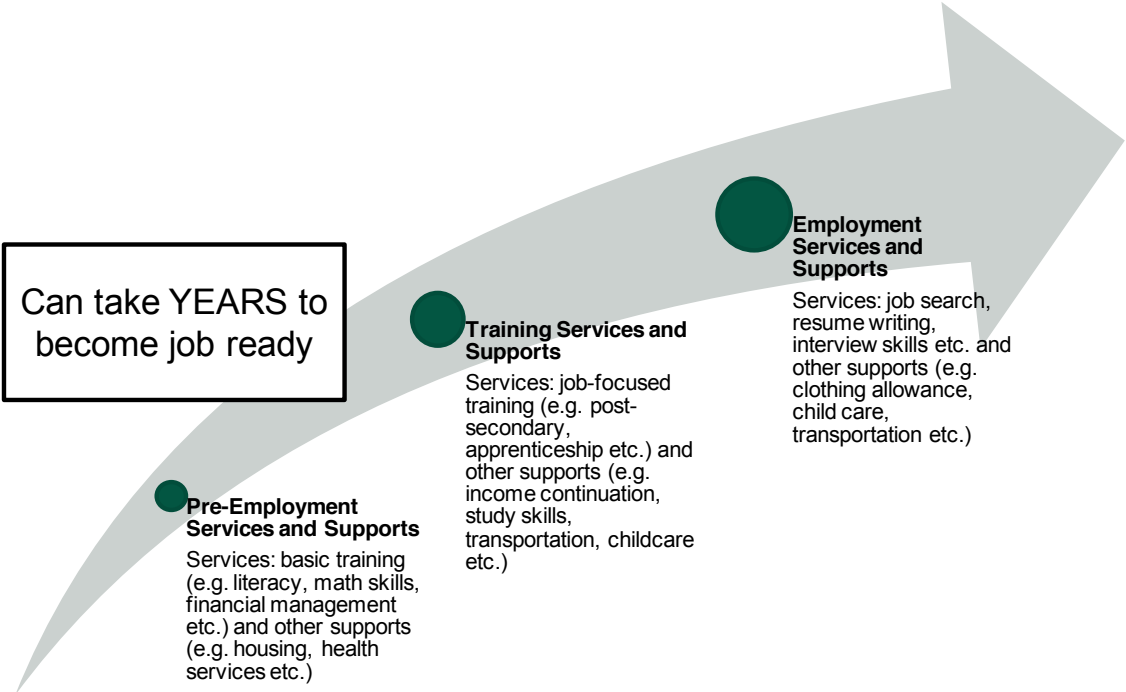 Can take YEARS to
become job ready
Pre-Employment
Services and Supports
Services: basic training
(e.g. literacy, math skills,
financial management
etc.) and other supports
(e.g. housing, health
services etc.)
Training Services and
Supports
Services: job-focused
training (e.g. post-
secondary,
apprenticeship etc.) and
other supports (e.g.
income continuation,
study skills,
transportation, childcare
etc.)
Employment
Services and
Supports
Services: job search,
resume writing,
interview skills etc. and
other supports (e.g.
clothing allowance,
child care,
transportation etc.)